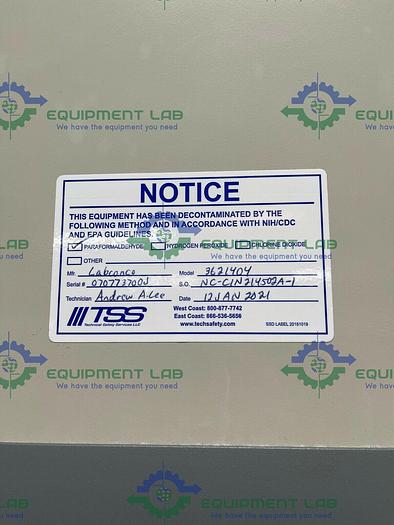 EQUIPMENT LAB
We have the equipment you need
EQUIPMENT LAB
We have the equipment you need
NOTICE
THIS EQUIPMENT HAS BEEN DECONTAMINATED BY THE
FOLLOWING METHOD AND IN ACCORDANCE WITH NIH/CDC
AND EPA GUIDELINES.
PARAFORMALDEHYDE HYDROGEN PEROXIDE CHLORINE DIOXIDE
OTHER
Mfr. Labconco Model 3621404
Serial # 070773700J S.O. NC-CIN214502A-1
Technician Andrew A. Lee Date 12 JAN 2021
TSS
Technical Safety Services LLC
West Coast: 800-877-7742
East Coast: 866-536-5656
www.techsafety.com
SSD LABEL 20181019
EQUIPMENT LAB
We have the equipment you need
EQUIPMENT LAB
We have the equipment you need
EQUIPMENT LAB
We have the equipment you need